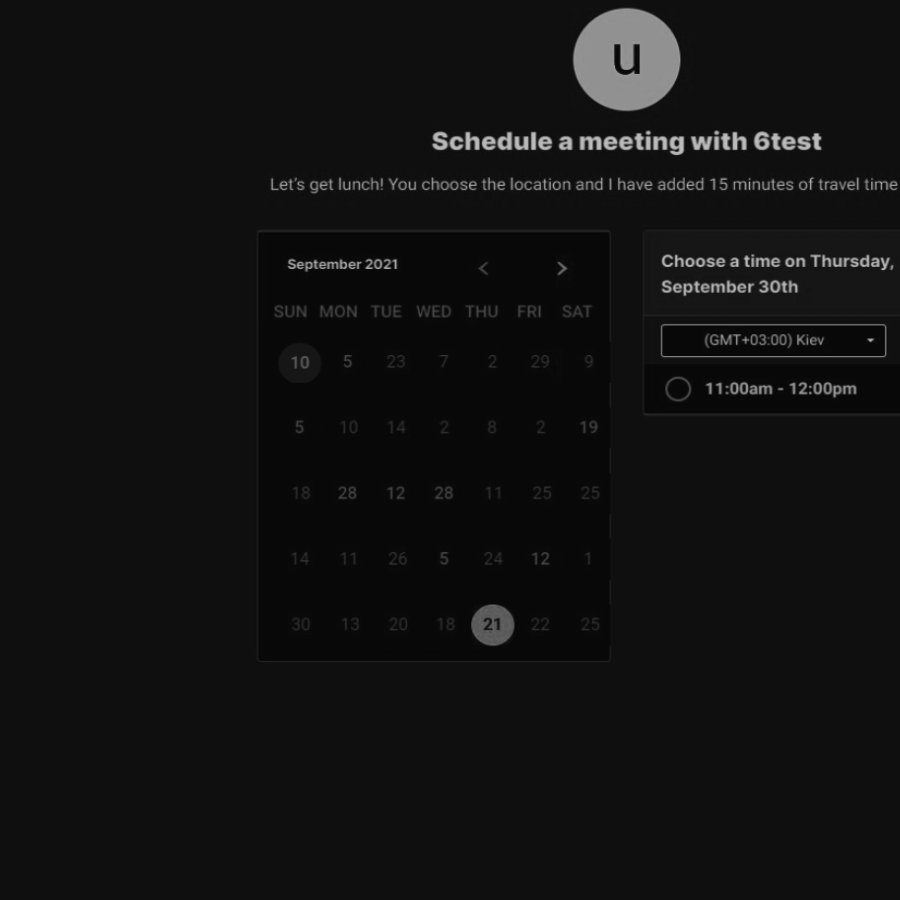 u
Schedule a meeting with 6test
Let's get lunch! You choose the location and I have added 15 minutes of travel time
September 2021
SUN MON TUE WED THU FRI SAT
10 5 23 7 2 29 9
5 10 14 2 8 2 19
18 28 12 28 11 25 25
14 11 26 5 24 12 1
30 13 20 18 21 22 25
Choose a time on Thursday,
September 30th
(GMT+03:00) Kiev
11:00am - 12:00pm